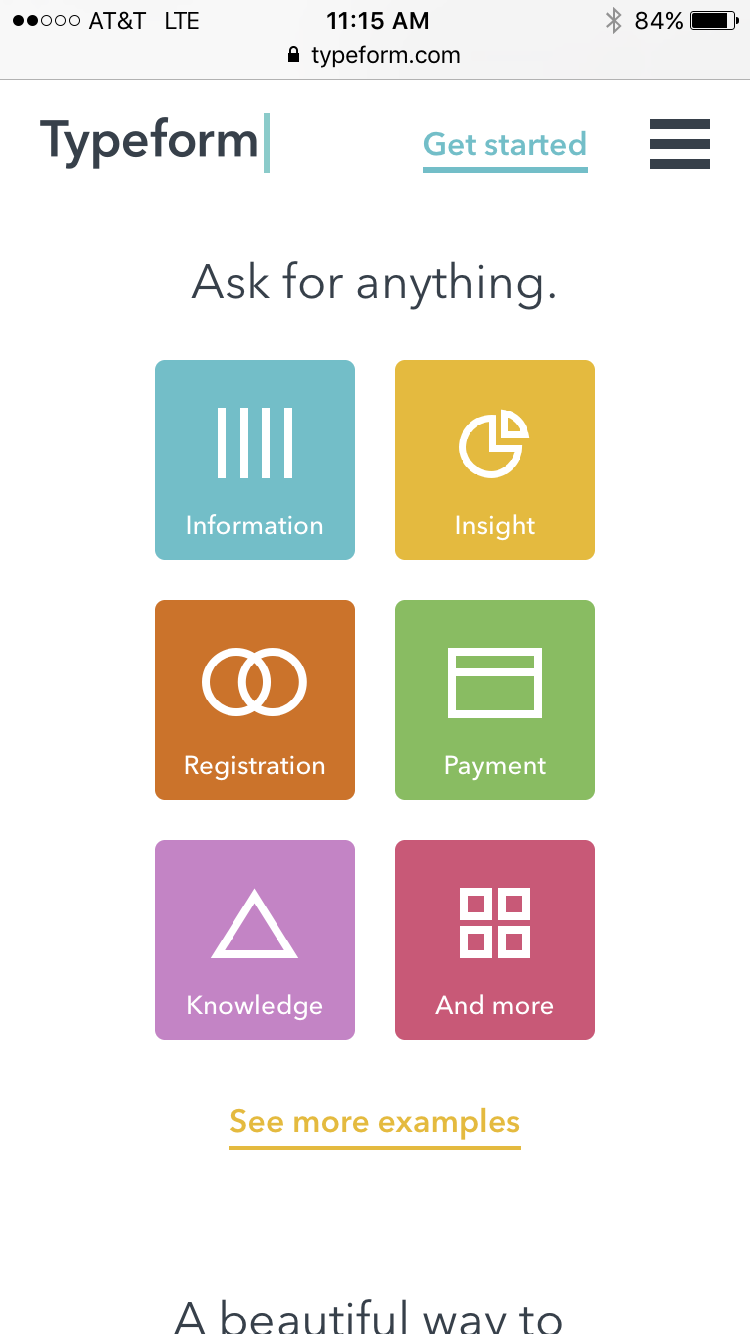 AT&T LTE 11:15 AM 84%
typeform.com
Typeform
Get started
Ask for anything.
Information
Insight
Registration
Payment
Knowledge
And more
See more examples
A beautiful way to